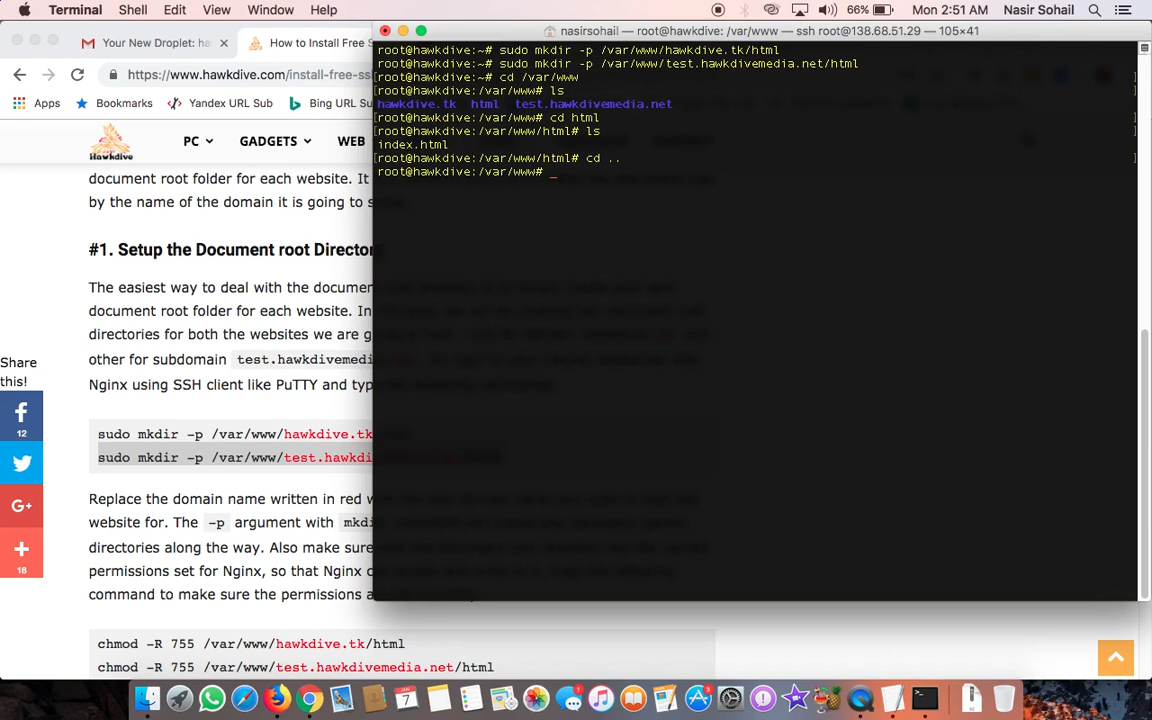 Terminal Shell Edit View Window Help 66% Mon 2:51 AM Nasir Sohail
Your New Droplet: ha × How to Install Free S
nasirsohail — root@hawkdive: /var/www — ssh root@138.68.51.29 — 105×41
https://www.hawkdive.com/install-free-ss
Apps Bookmarks Yandex URL Sub Bing URL Sub
Hawkdive
PC GADGETS WEB
root@hawkdive:~# sudo mkdir -p /var/www/hawkdive.tk/html
root@hawkdive:~# sudo mkdir -p /var/www/test.hawkdivemedia.net/html
[root@hawkdive:~# cd /var/www ]
[root@hawkdive:/var/www# ls ]
hawkdive.tk html test.hawkdivemedia.net
[root@hawkdive:/var/www# cd html ]
[root@hawkdive:/var/www/html# ls ]
index.html
[root@hawkdive:/var/www/html# cd .. ]
root@hawkdive:/var/www# _
document root folder for each website. It
by the name of the domain it is going to
#1. Setup the Document root Director
The easiest way to deal with the documen
document root folder for each website. In
directories for both the websites we are g
other for subdomain test.hawkdivemedi
Nginx using SSH client like PuTTY and typ
sudo mkdir -p /var/www/hawkdive.tk
sudo mkdir -p /var/www/test.hawkdi
Replace the domain name written in red w
website for. The -p argument with mkd
directories along the way. Also make sure
permissions set for Nginx, so that Nginx
command to make sure the permissions a
chmod -R 755 /var/www/hawkdive.tk/html
chmod -R 755 /var/www/test.hawkdivemedia.net/html
Share
this!
12
G+
18